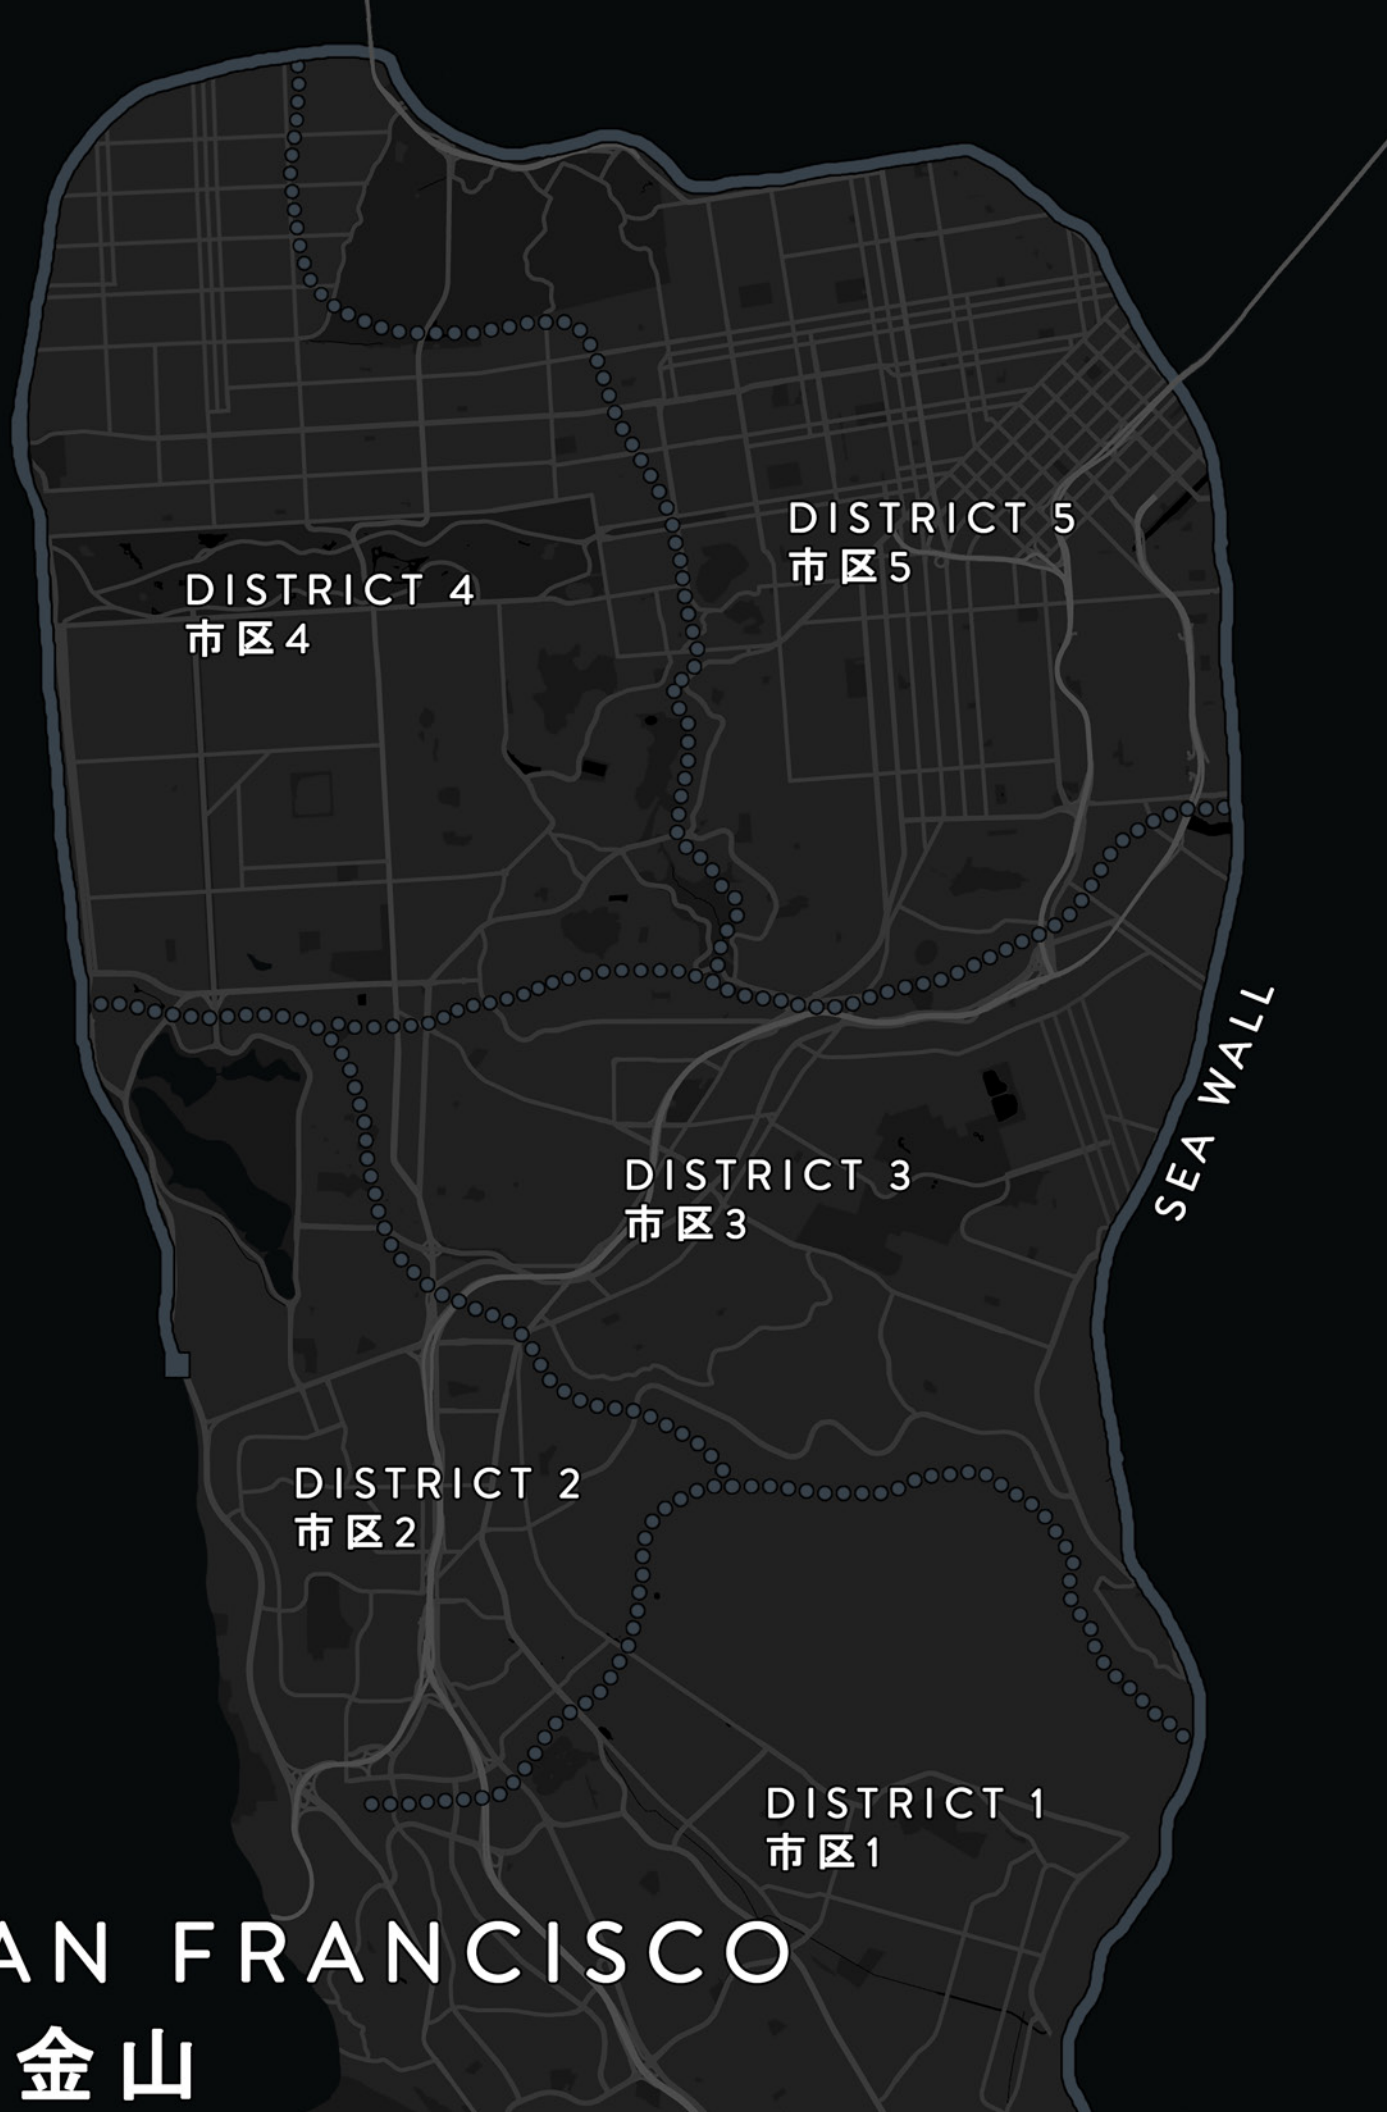 DISTRICT 5
市区5
DISTRICT 4
市区4
SEA WALL
DISTRICT 3
市区3
DISTRICT 2
市区2
DISTRICT 1
市区1
AN FRANCISCO
金山